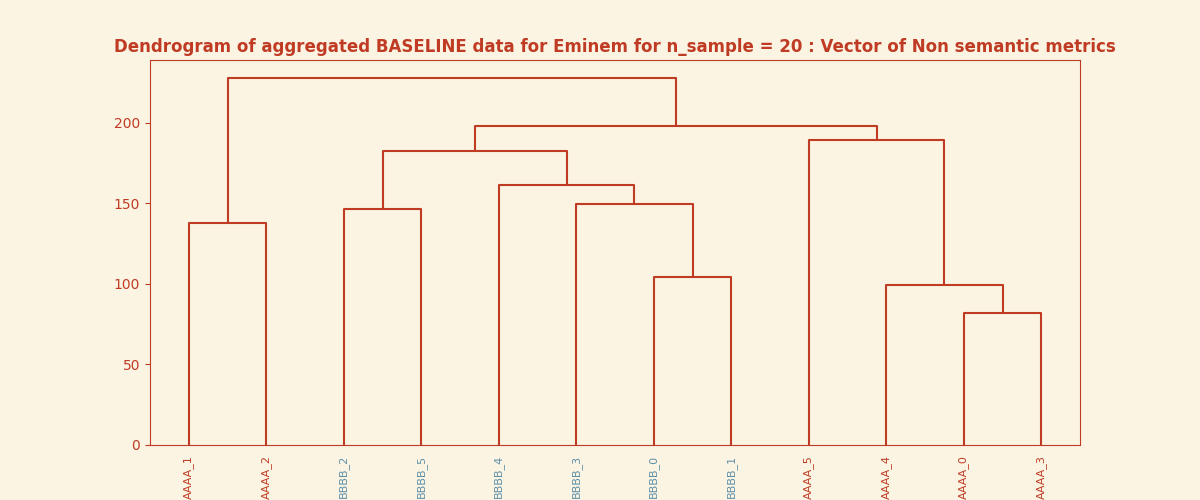 Dendrogram of aggregated BASELINE data for Eminem for n_sample = 20 : Vector of Non semantic metrics
200
150
100
50
0
AAAA_1
AAAA_2
BBBB_2
BBBB_5
BBBB_4
BBBB_3
BBBB_0
BBBB_1
AAAA_5
AAAA_4
AAAA_0
AAAA_3